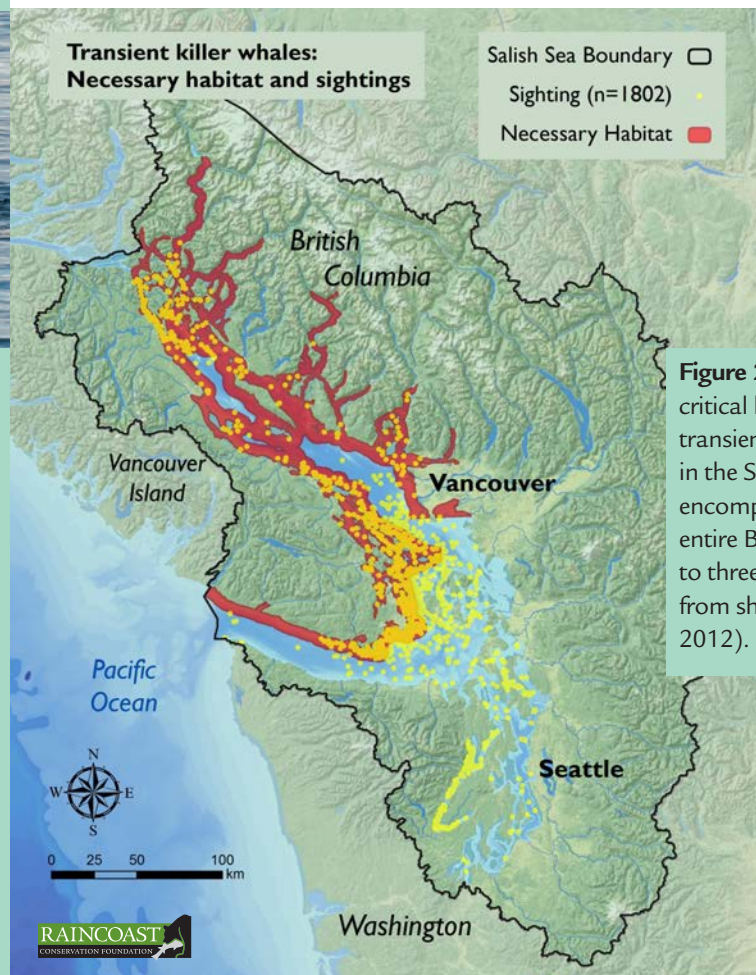 Transient killer whales:
Necessary habitat and sightings
Salish Sea Boundary
Sighting (n=1802)
Necessary Habitat
British
Columbia
Vancouver
Island
Vancouver
Figure 2
critical
transien
in the S
encomp
entire B
to three
from sh
2012).
Pacific
Ocean
N
W
E
S
Seattle
0 25 50 100
km
Washington
RAINCOAST
CONSERVATION FOUNDATION